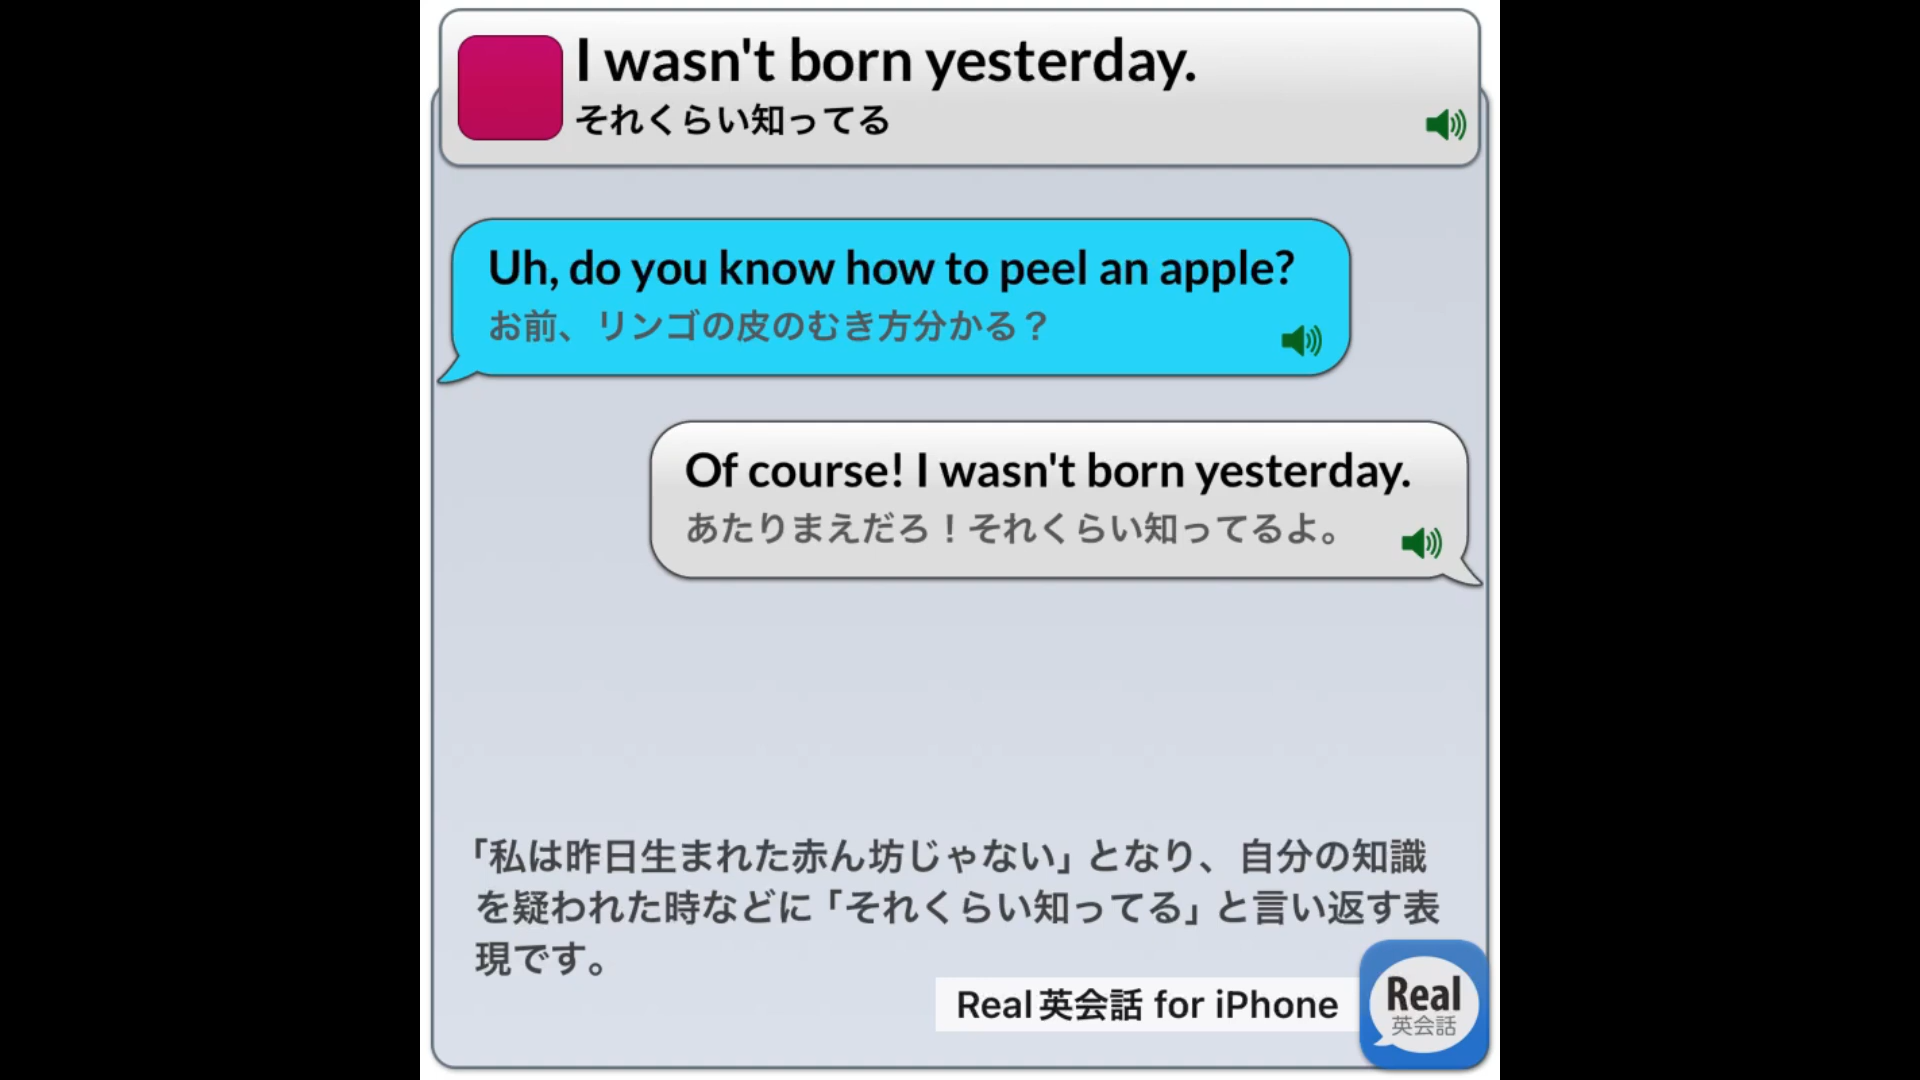 I wasn't born yesterday.
それくらい知ってる
Uh, do you know how to peel an apple?
お前、リンゴの皮のむき方分かる？
Of course! I wasn't born yesterday.
あたりまえだろ！それくらい知ってるよ。
「私は昨日生まれた赤ん坊じゃない」となり、自分の知識
を疑われた時などに「それくらい知ってる」と言い返す表
現です。
Real英会話 for iPhone
Real
英会話